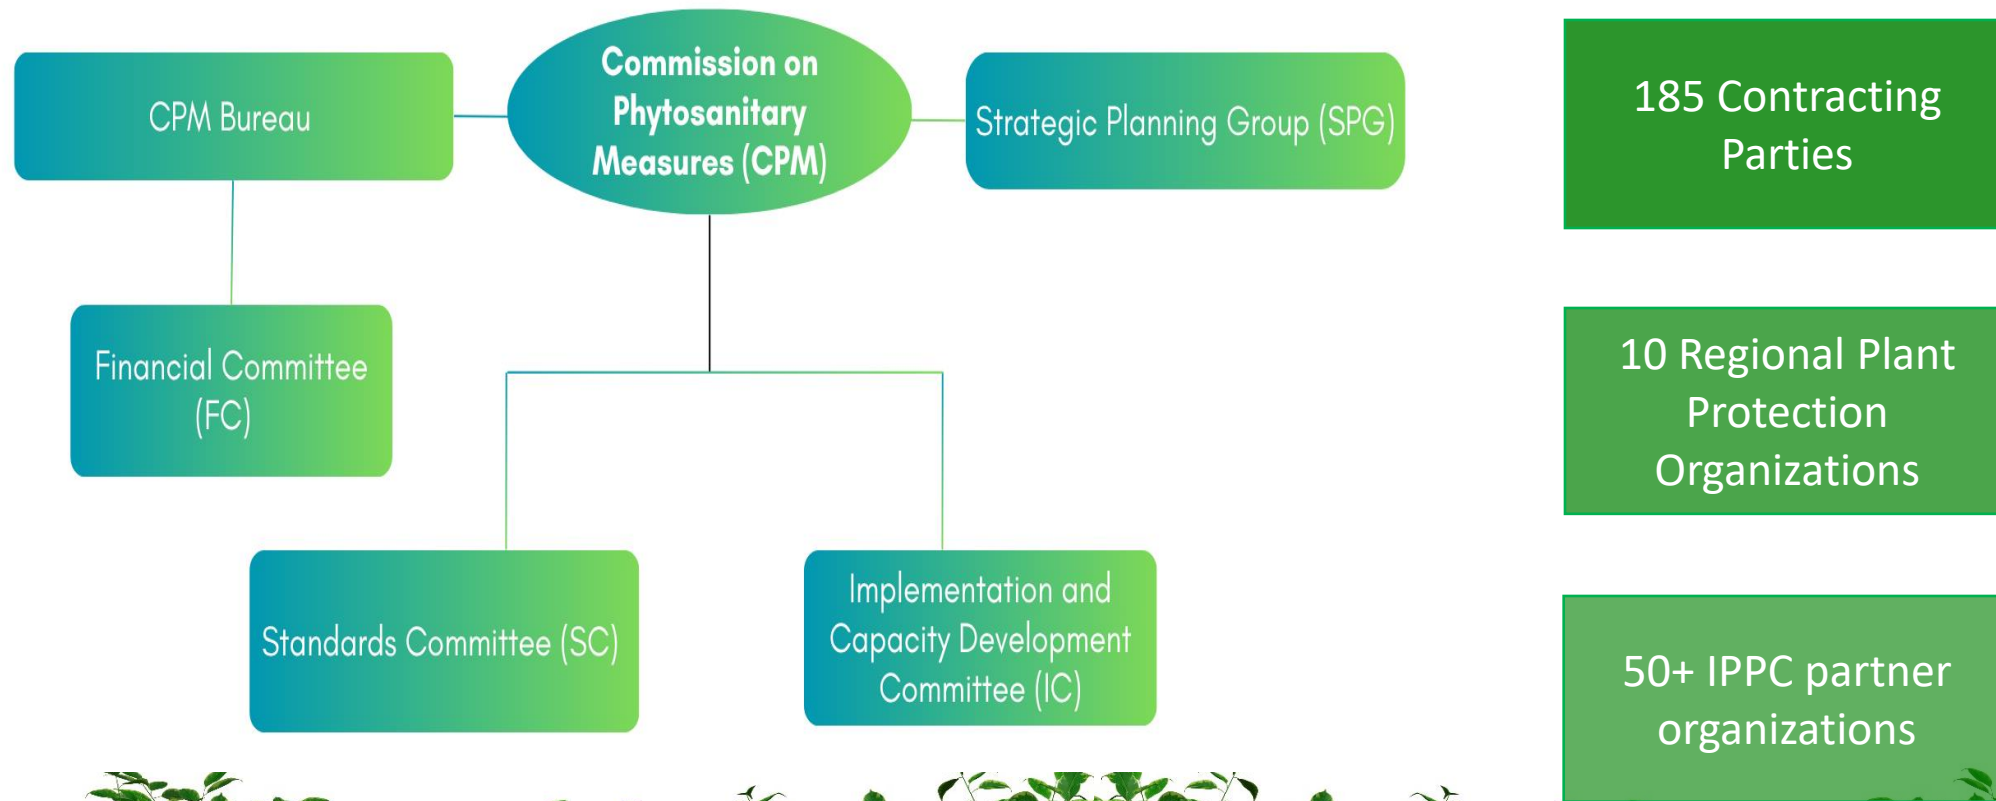 CPM Bureau
Commission on
Phytosanitary
Measures (CPM)
Strategic Planning Group (SPG)
Financial Committee
(FC)
Standards Committee (SC)
Implementation and
Capacity Development
Committee (IC)
185 Contracting
Parties
10 Regional Plant
Protection
Organizations
50+ IPPC partner
organizations